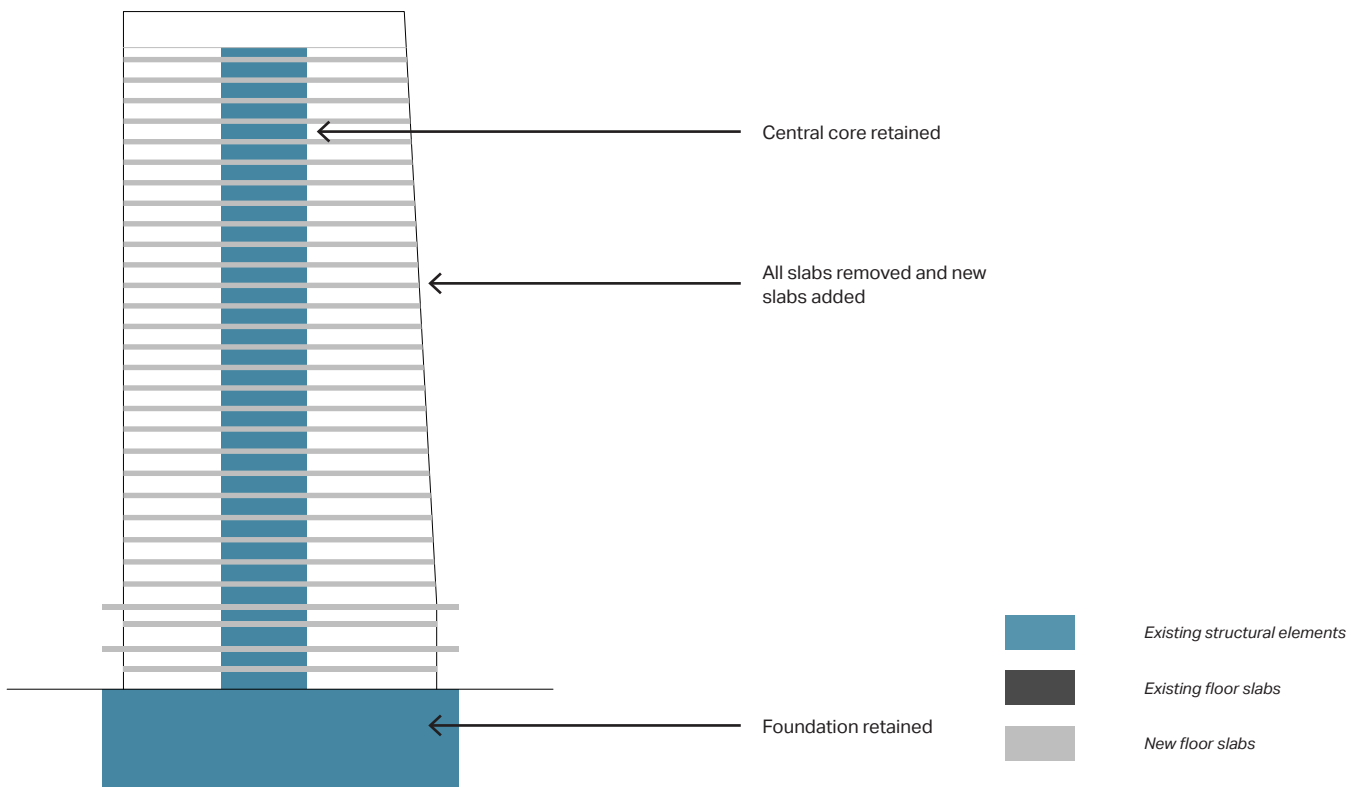 Central core retained
All slabs removed and new
slabs added
Foundation retained
Existing structural elements
Existing floor slabs
New floor slabs